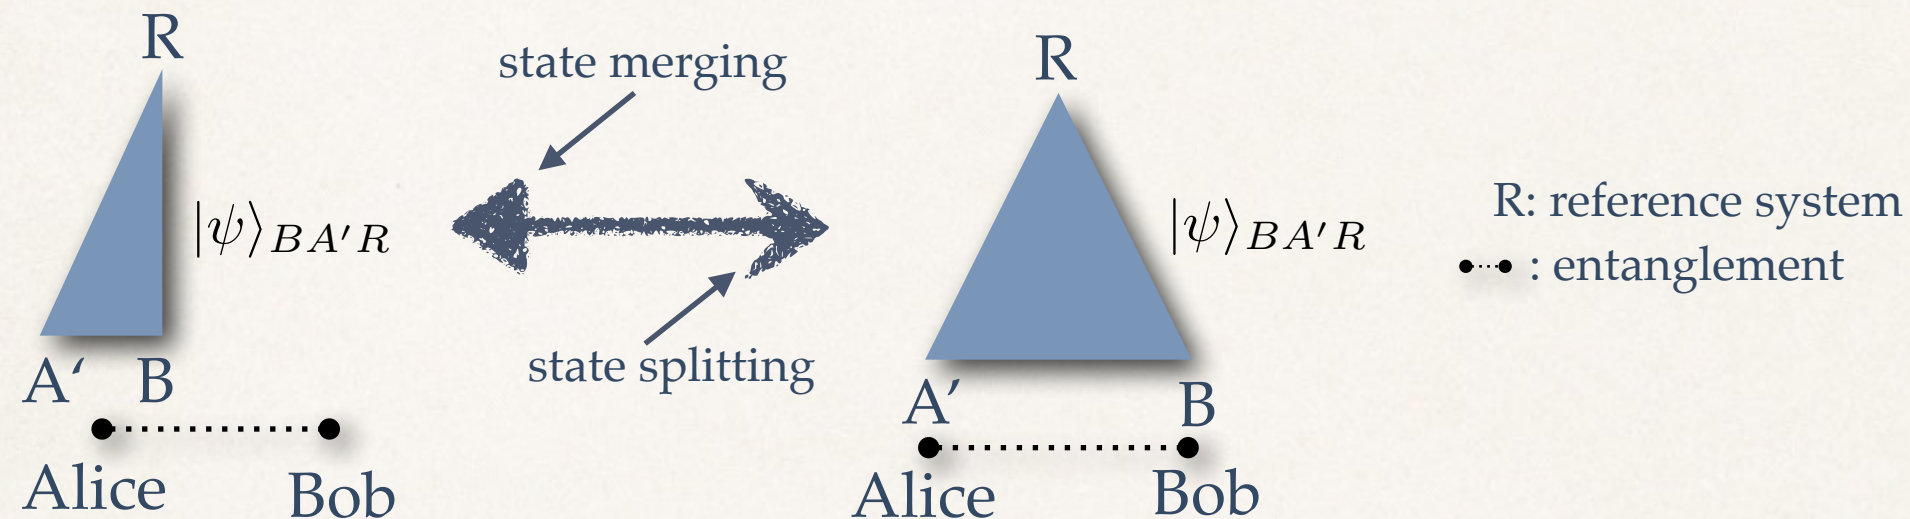 R
A‘ B
|ψ⟩BA′R
Alice Bob
state merging
state splitting
R
|ψ⟩BA′R
A’ B
Alice Bob
R: reference system
: entanglement